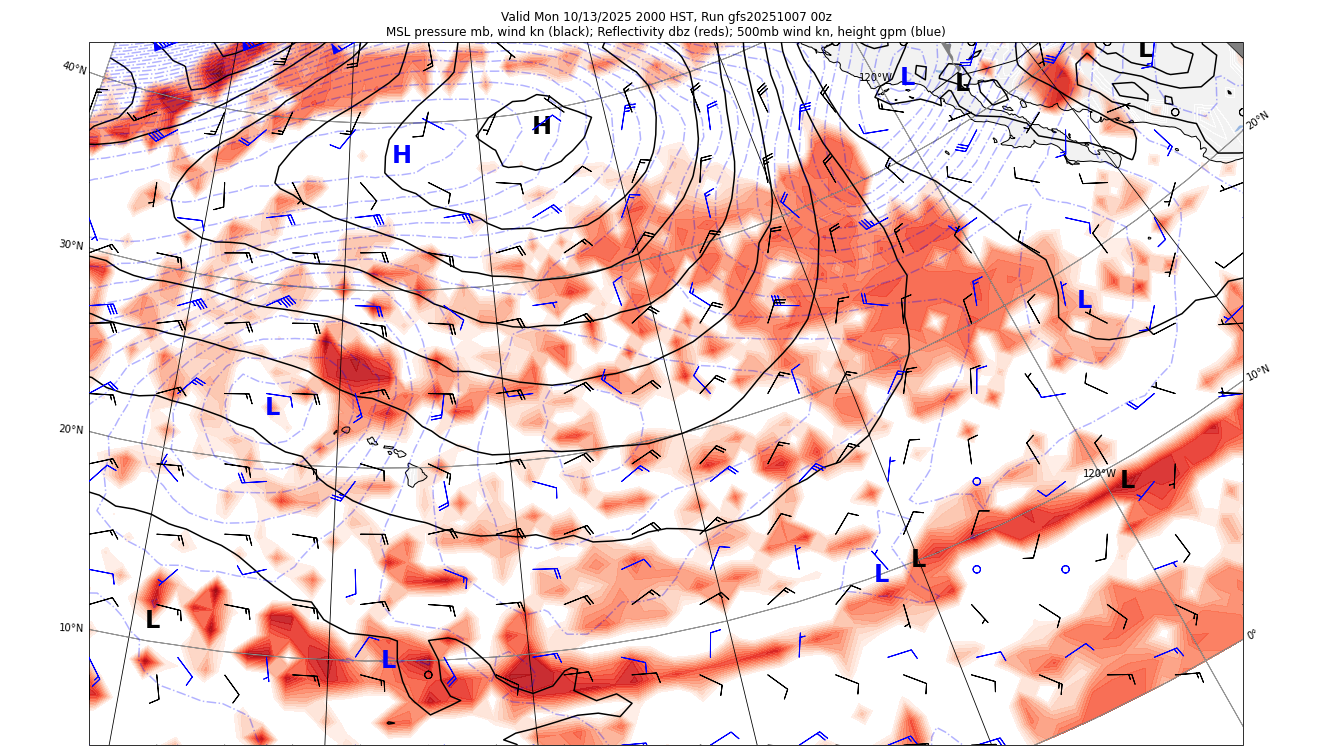 Valid Mon 10/13/2025 2000 HST, Run gfs20251007 00z
MSL pressure mb, wind kn (black); Reflectivity dbz (reds); 500mb wind kn, height gpm (blue)
L
40°N
120°W
L
L
20°N
H
H
30°N
L
10°N
L
20°N
120°W
L
L
L
L
10°N
0°
L